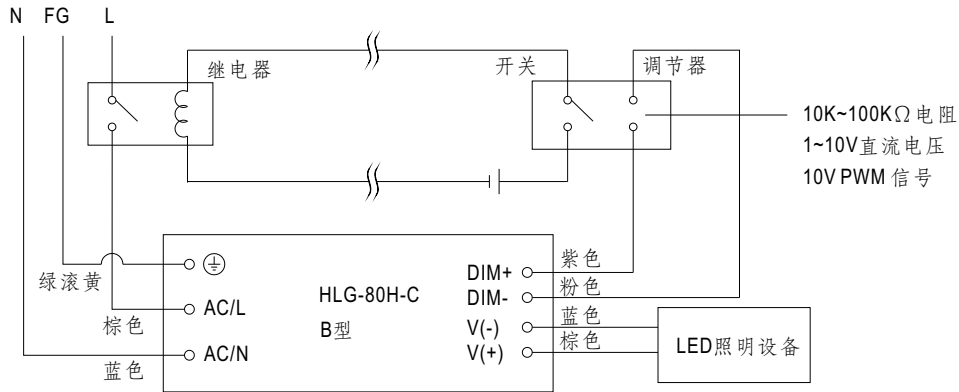 N FG L
继电器
开关
调节器
10K~100KΩ电阻
1~10V直流电压
10V PWM 信号
绿滚黄
棕色
蓝色
AC/L
AC/N
HLG-80H-C
B型
DIM+
DIM-
V(-)
V(+)
紫色
粉色
蓝色
棕色
LED照明设备